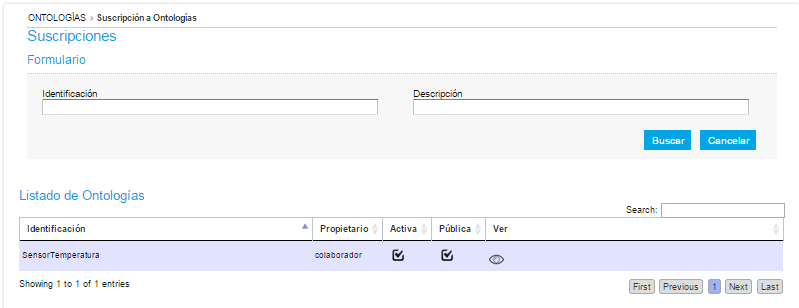 ONTOLOGÍAS › Suscripción a Ontologías
Suscripciones
Formulario
Identificación Descripción
Buscar Cancelar
Listado de Ontologías
Search:
Identificación Propietario Activa Pública Ver
SensorTemperatura colaborador
Showing 1 to 1 of 1 entries First Previous 1 Next Last